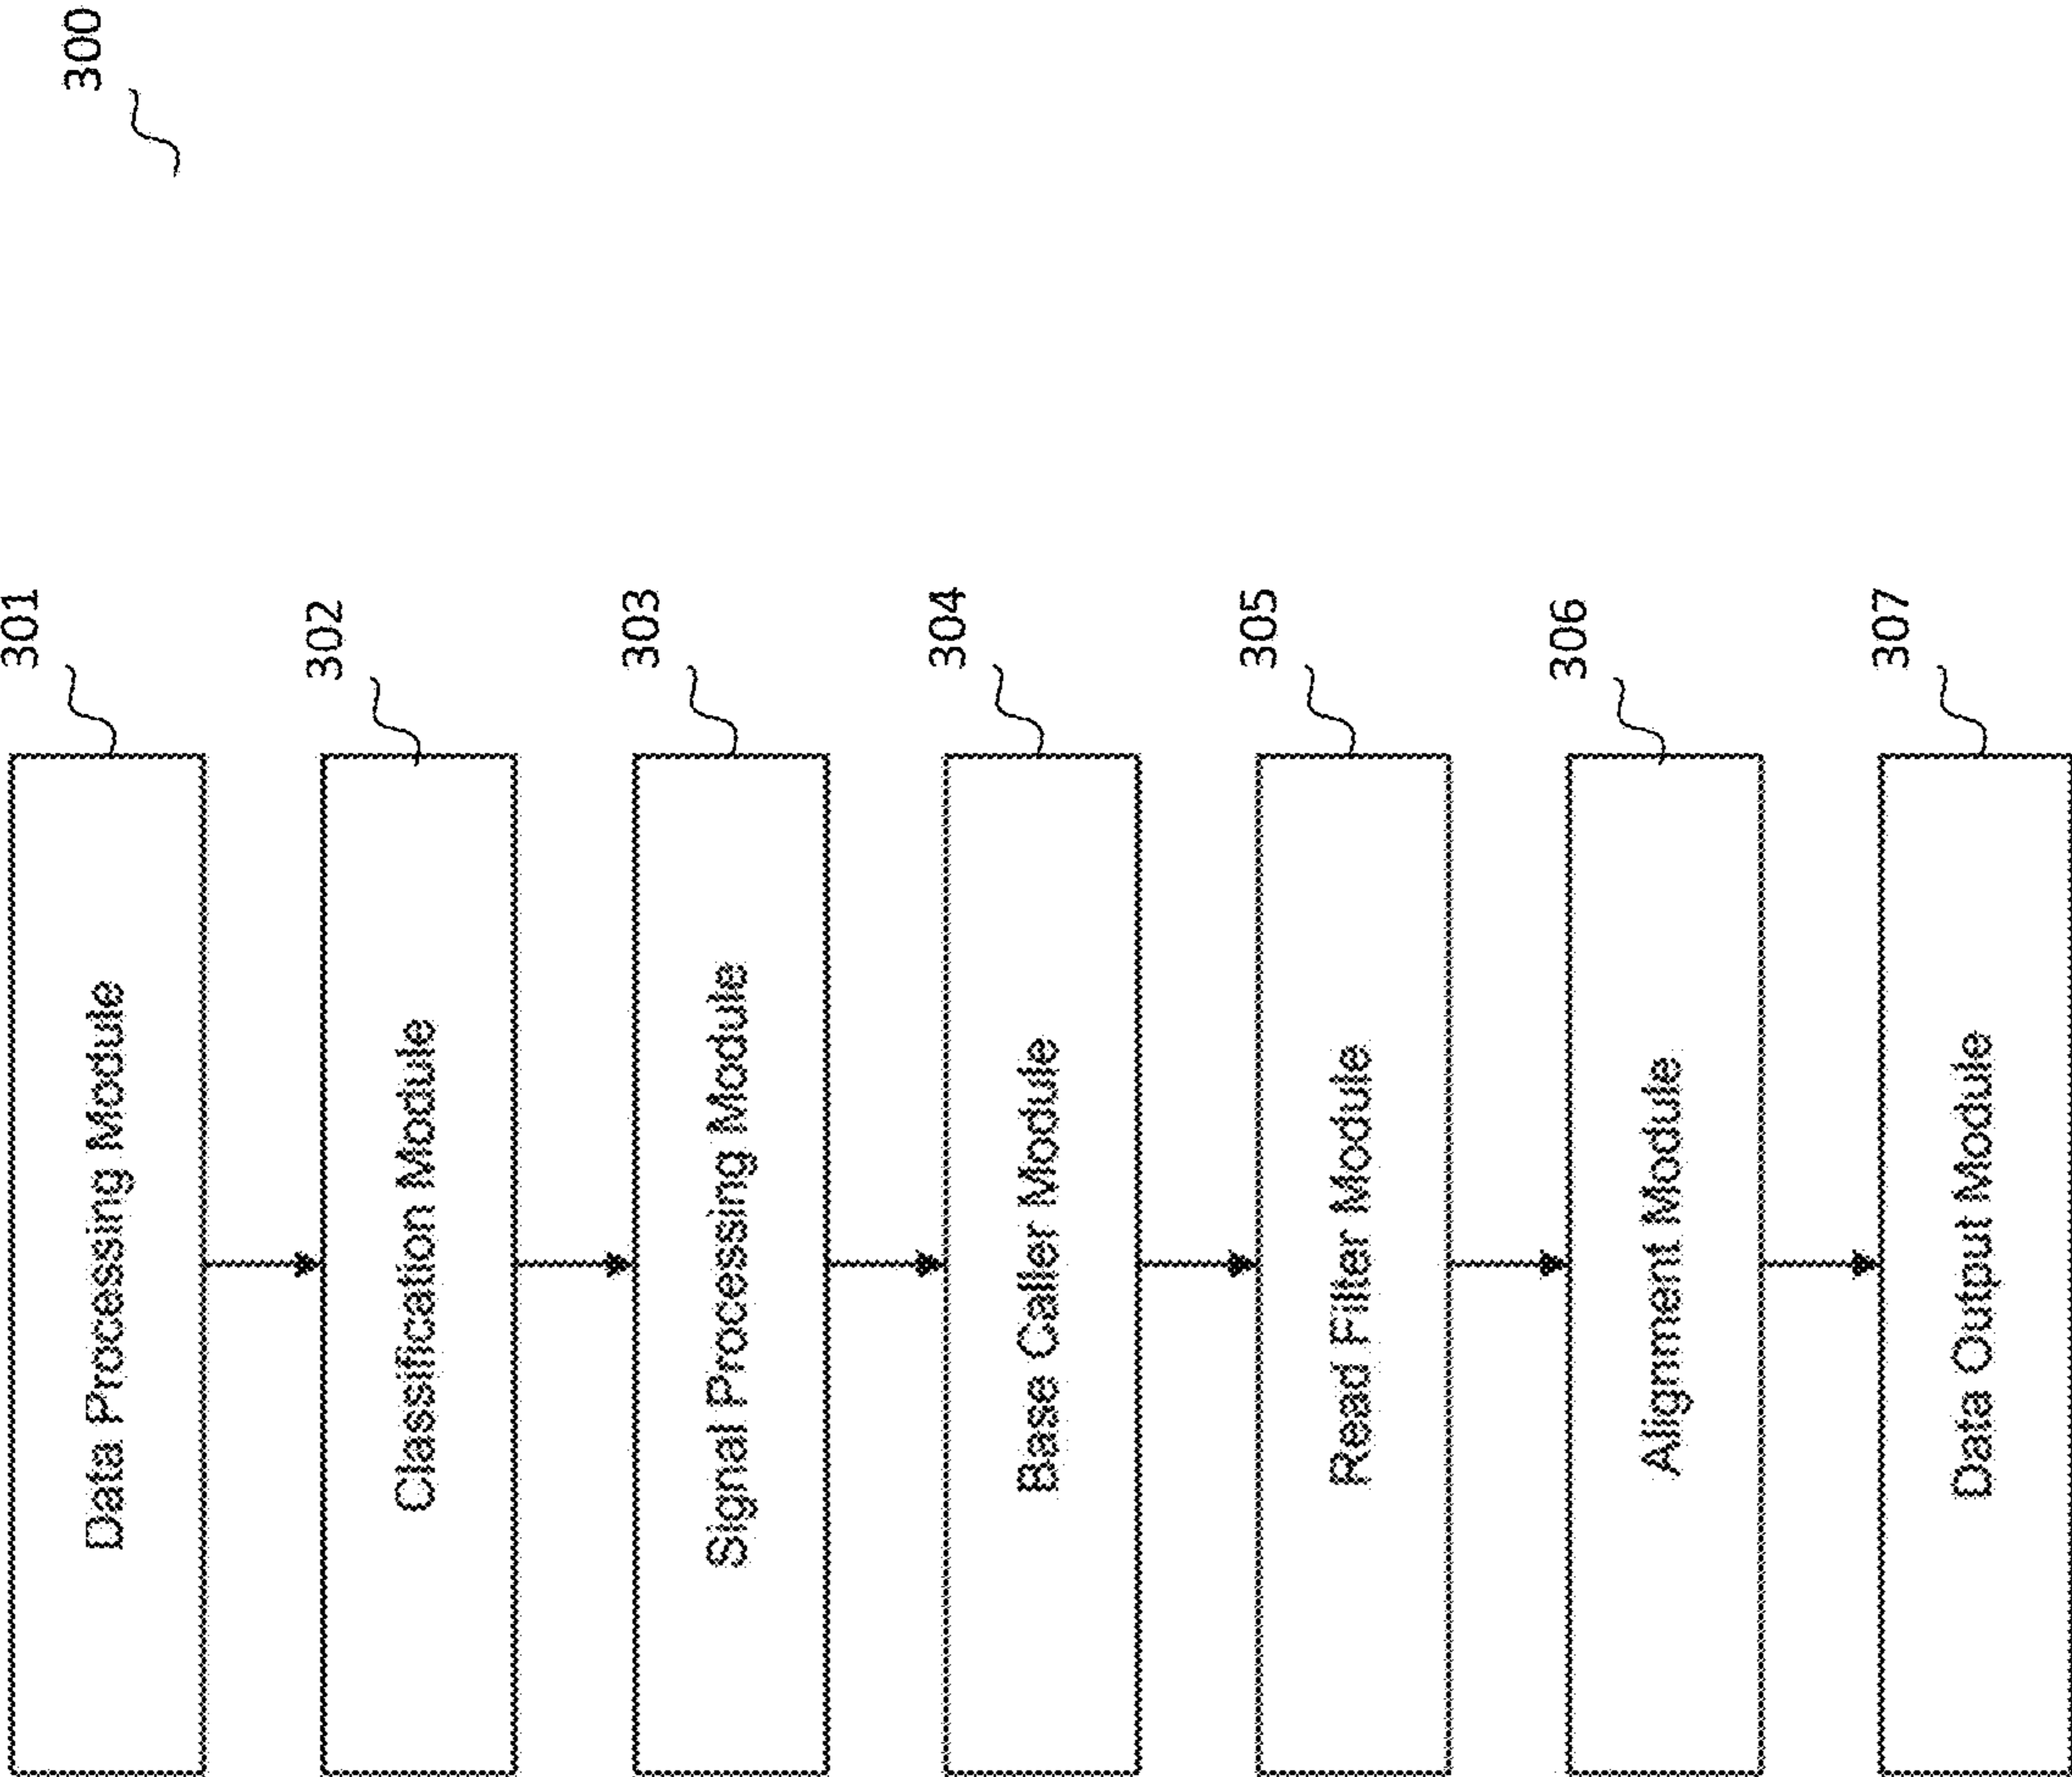 300
301
Data Processing Module
302
Classification Module
303
Signal Processing Module
304
Base Caller Module
305
Read Filter Module
306
Alignment Module
307
Data Output Module